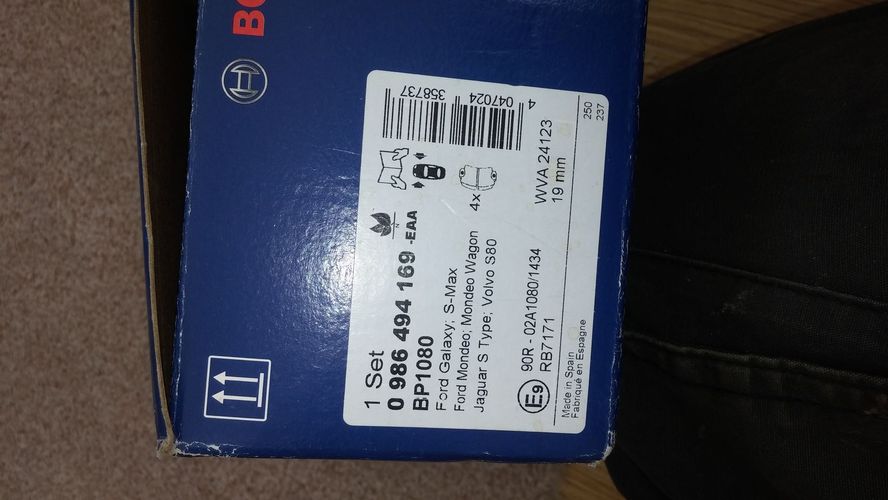 BO
4 047024 358737
1 Set
0 986 494 169 -EAA
BP1080
Ford Galaxy; S-Max
Ford Mondeo; Mondeo Wagon
Jaguar S Type; Volvo S80
N
4x
E9
90R - 02A1080/1434
RB7171
WVA 24123
19 mm
Made in Spain
Fabriqué en Espagne
250
237